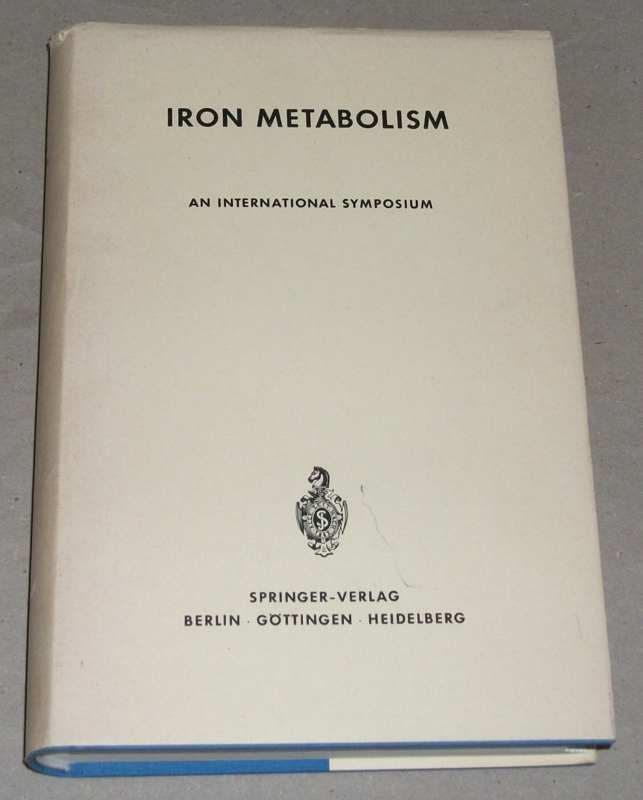 IRON METABOLISM
AN INTERNATIONAL SYMPOSIUM
SPRINGER-VERLAG
BERLIN · GÖTTINGEN · HEIDELBERG